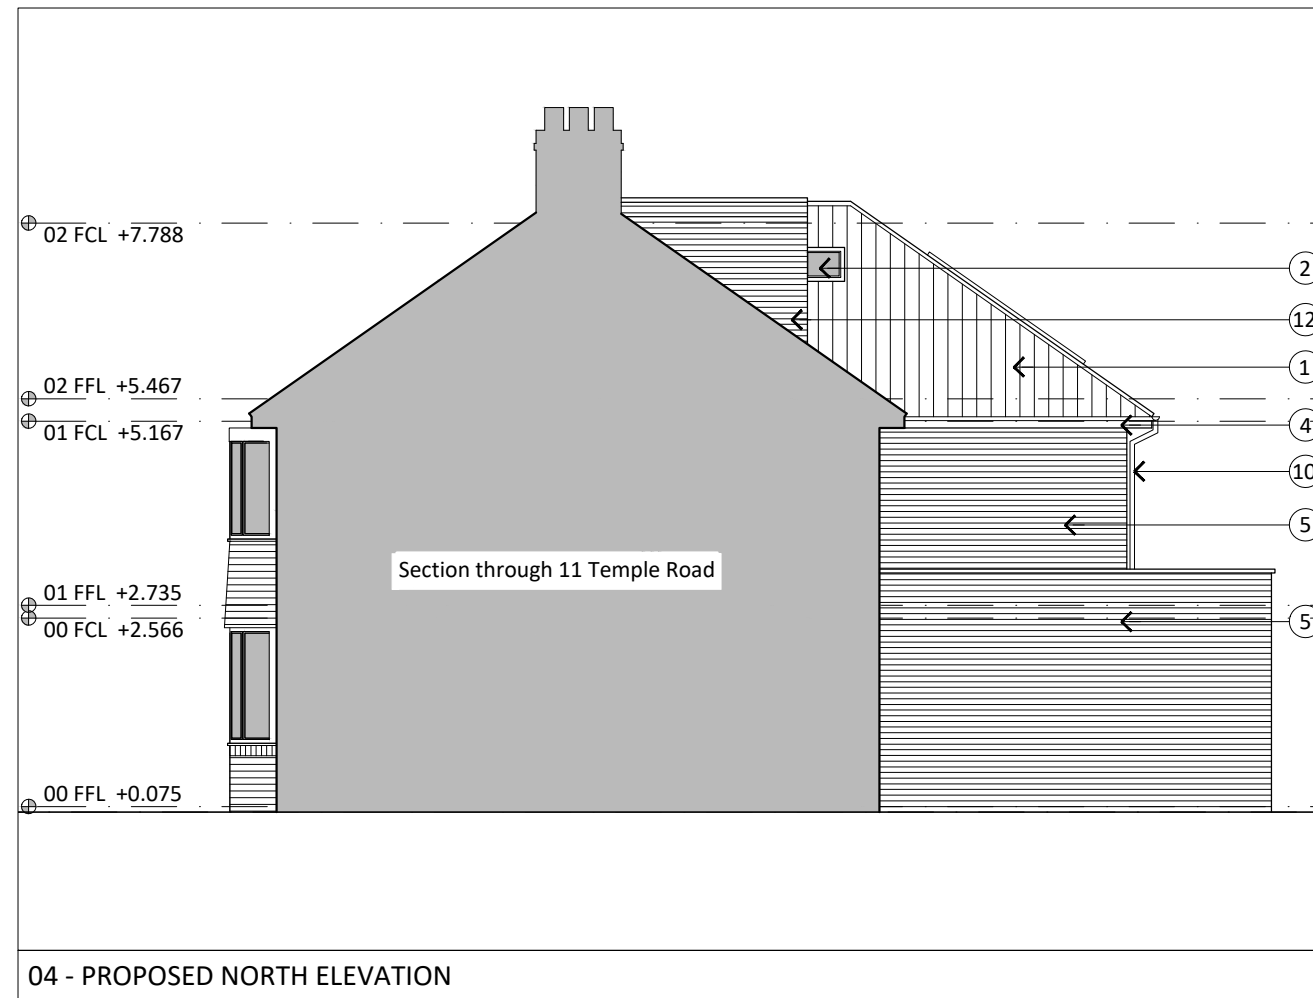 02 FCL +7.788
2
12
1
02 FFL +5.467
4
01 FCL +5.167
10
5
Section through 11 Temple Road
01 FFL +2.735
5
00 FCL +2.566
00 FFL +0.075
04 - PROPOSED NORTH ELEVATION